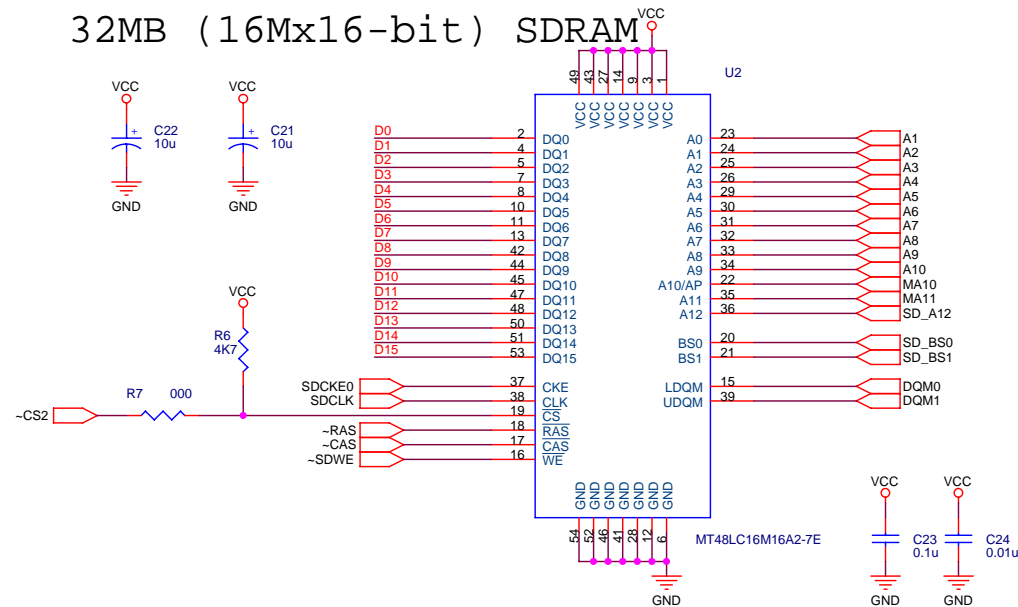 32MB (16Mx16-bit) SDRAM
VCC
U2
VCC VCC
49 43 27 14 9 3 1
VCC VCC VCC VCC VCC VCC VCC
C22 10u
C21 10u
GND GND
D0 2 DQ0 A0 23 A1
D1 4 DQ1 A1 24 A2
D2 5 DQ2 A2 25 A3
D3 7 DQ3 A3 26 A4
D4 8 DQ4 A4 29 A5
D5 10 DQ5 A5 30 A6
D6 11 DQ6 A6 31 A7
D7 13 DQ7 A7 32 A8
D8 42 DQ8 A8 33 A9
D9 44 DQ9 A9 34 A10
D10 45 DQ10 A10/AP 22 MA10
D11 47 DQ11 A11 35 MA11
D12 48 DQ12 A12 36 SD_A12
D13 50 DQ13
D14 51 DQ14 BS0 20 SD_BS0
D15 53 DQ15 BS1 21 SD_BS1
VCC
R6
4K7
R7 000
SDCKE0 37 CKE LDQM 15 DQM0
SDCLK 38 CLK UDQM 39 DQM1
~CS2 19 CS
~RAS 18 RAS
~CAS 17 CAS
~SDWE 16 WE
GND GND GND GND GND GND GND
54 52 46 41 28 12 6
MT48LC16M16A2-7E
GND
VCC VCC
C23 0.1u
C24 0.01u
GND GND